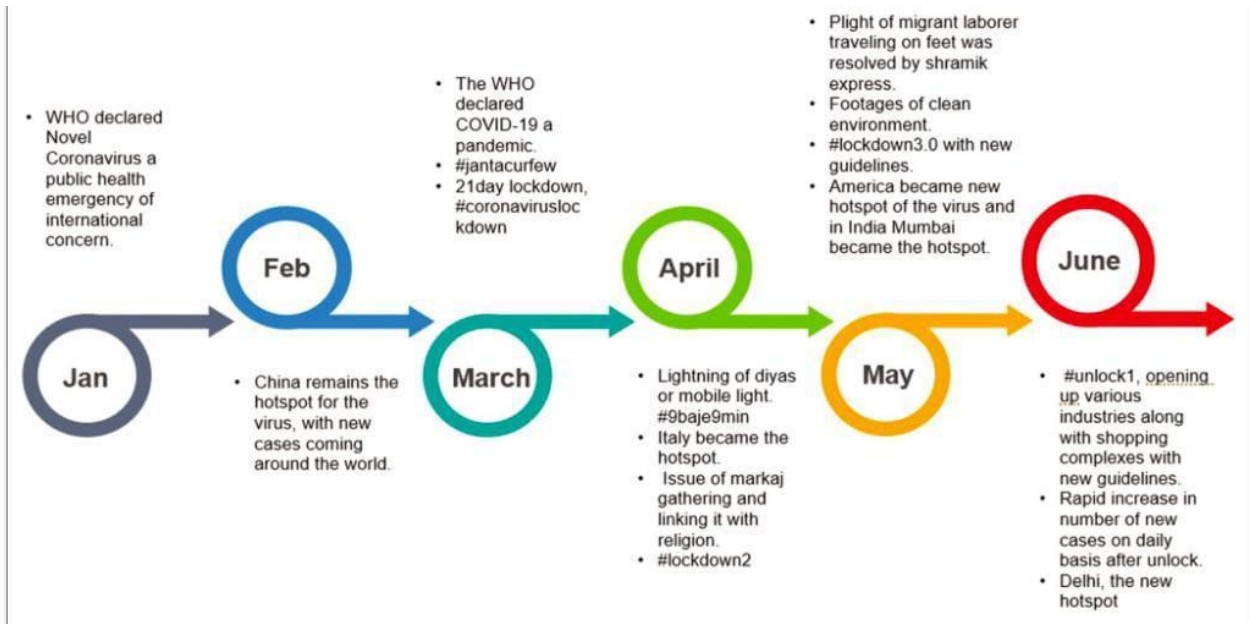 Jan
• WHO declared
Novel
Coronavirus a
public health
emergency of
international
concern.
Feb
• China remains the
hotspot for the
virus, with new
cases coming
around the world.
March
• The WHO
declared
COVID-19 a
pandemic.
• #jantacurfew
• 21day lockdown,
#coronavirusloc
kdown
April
• Lightning of diyas
or mobile light.
#9baje9min
• Italy became the
hotspot.
• Issue of markaj
gathering and
linking it with
religion.
• #lockdown2
May
• Plight of migrant laborer
traveling on feet was
resolved by shramik
express.
• Footages of clean
environment.
• #lockdown3.0 with new
guidelines.
• America became new
hotspot of the virus and
in India Mumbai
became the hotspot.
June
• #unlock1, opening
up various
industries along
with shopping
complexes with
new guidelines.
• Rapid increase in
number of new
cases on daily
basis after unlock.
• Delhi, the new
hotspot